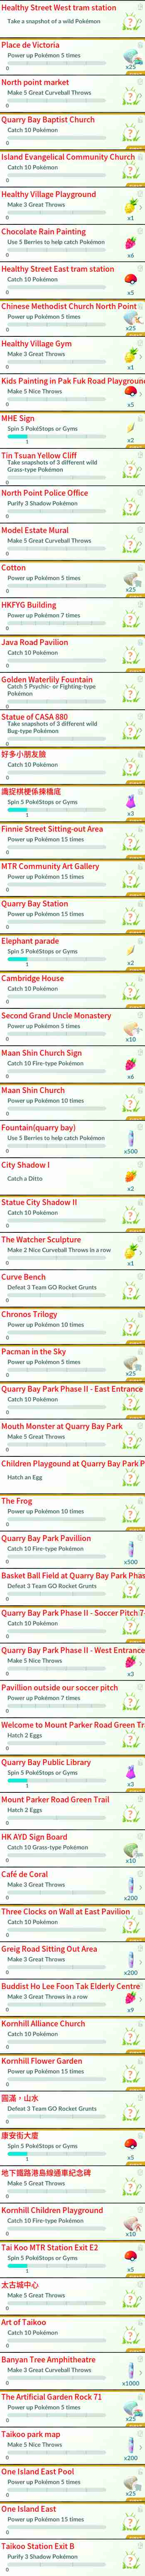 Healthy Street West tram station
Take a snapshot of a wild Pokémon
?
Place de Victoria
Power up Pokémon 5 times
0
x25
North point market
Make 5 Great Curveball Throws
0
?
Quarry Bay Baptist Church
Catch 10 Pokémon
0
?
Island Evangelical Community Church
Catch 10 Pokémon
0
?
Healthy Village Playground
Make 3 Great Throws
0
x1
Chocolate Rain Painting
Use 5 Berries to help catch Pokémon
0
x6
Healthy Street East tram station
Catch 10 Pokémon
0
x5
Chinese Methodist Church North Point
Power up Pokémon 5 times
0
x25
Healthy Village Gym
Make 3 Great Throws
0
x1
Kids Painting in Pak Fuk Road Playground
Make 5 Nice Throws
0
x5
MHE Sign
Spin 5 PokéStops or Gyms
1
x2
Tin Tsuan Yellow Cliff
Take snapshots of 3 different wild
Grass-type Pokémon
0
?
North Point Police Office
Purify 3 Shadow Pokémon
0
?
Model Estate Mural
Make 5 Great Curveball Throws
0
?
Cotton
Power up Pokémon 5 times
0
x25
HKFYG Building
Power up Pokémon 7 times
0
?
Java Road Pavilion
Catch 10 Pokémon
0
?
Golden Waterlily Fountain
Catch 5 Psychic- or Fighting-type
Pokémon
0
?
Statue of CASA 880
Take snapshots of 3 different wild
Bug-type Pokémon
0
?
好多小朋友臉
Catch 10 Pokémon
0
?
識捉棋梗係揀橋底
Spin 5 PokéStops or Gyms
1
x3
Finnie Street Sitting-out Area
Power up Pokémon 15 times
0
?
MTR Community Art Gallery
Power up Pokémon 15 times
0
?
Quarry Bay Station
Power up Pokémon 15 times
0
?
Elephant parade
Spin 5 PokéStops or Gyms
1
x2
Cambridge House
Catch 10 Pokémon
0
?
Second Grand Uncle Monastery
Power up Pokémon 5 times
0
x10
Maan Shin Church Sign
Catch 10 Fire-type Pokémon
0
x6
Maan Shin Church
Power up Pokémon 10 times
0
?
Fountain(quarry bay)
Use 5 Berries to help catch Pokémon
0
x500
City Shadow I
Catch a Ditto
x2
Statue City Shadow II
Catch 10 Pokémon
0
?
The Watcher Sculpture
Make 2 Nice Curveball Throws in a row
0
x1
Curve Bench
Defeat 3 Team GO Rocket Grunts
0
?
Chronos Trilogy
Power up Pokémon 10 times
0
?
Pacman in the Sky
Power up Pokémon 5 times
0
x25
Quarry Bay Park Phase II - East Entrance
Catch 10 Pokémon
0
?
Mouth Monster at Quarry Bay Park
Make 5 Great Throws
0
?
Children Playgound at Quarry Bay Park P
Hatch an Egg
?
The Frog
Power up Pokémon 10 times
0
?
Quarry Bay Park Pavillion
Catch 10 Fire-type Pokémon
0
x500
Basket Ball Field at Quarry Bay Park Phas
Defeat 3 Team GO Rocket Grunts
0
?
Quarry Bay Park Phase II - Soccer Pitch 7-
Catch 10 Pokémon
0
?
Quarry Bay Park Phase II - West Entrance
Make 5 Nice Throws
0
x3
Pavillion outside our soccer pitch
Power up Pokémon 7 times
0
?
Welcome to Mount Parker Road Green Tr
Hatch 2 Eggs
0
?
Quarry Bay Public Library
Spin 5 PokéStops or Gyms
1
x3
Mount Parker Road Green Trail
Hatch 2 Eggs
0
?
HK AYD Sign Board
Catch 10 Grass-type Pokémon
0
x10
Café de Coral
Make 3 Great Throws
0
x200
Three Clocks on Wall at East Pavilion
Catch 10 Pokémon
0
?
Greig Road Sitting Out Area
Make 3 Great Throws
0
x200
Buddist Ho Lee Foon Tak Elderly Centre
Make 3 Great Throws in a row
0
x9
Kornhill Alliance Church
Catch 10 Pokémon
0
?
Kornhill Flower Garden
Power up Pokémon 15 times
0
?
圓滿·山水
Defeat 3 Team GO Rocket Grunts
0
?
康安街大廈
Spin 5 PokéStops or Gyms
1
x5
地下鐵路港島線通車紀念碑
Make 5 Great Throws
0
?
Kornhill Children Playground
Catch 10 Fire-type Pokémon
0
x10
Tai Koo MTR Station Exit E2
Spin 5 PokéStops or Gyms
1
x5
太古城中心
Make 5 Great Throws
0
?
Art of Taikoo
Catch 10 Pokémon
0
?
Banyan Tree Amphitheatre
Make 3 Great Curveball Throws
0
x1000
The Artificial Garden Rock 71
Power up Pokémon 5 times
0
x25
Taikoo park map
Make 5 Nice Throws
0
x200
One Island East Pool
Power up Pokémon 5 times
0
x25
One Island East
Power up Pokémon 15 times
0
?
Taikoo Station Exit B
Purify 3 Shadow Pokémon
0
?